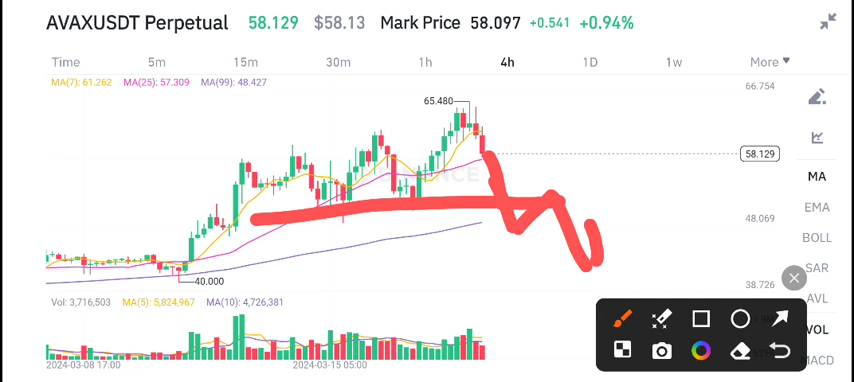 AVAXUSDT Perpetual 58.129 $58.13 Mark Price 58.097 +0.541 +0.94%
Time 5m 15m 30m 1h 4h 1D 1w More
MA(7): 61.262 MA(25): 57.309 MA(99): 48.427
66.754
65.480
58.129
MA
EMA
48.069
BOLL
SAR
40.000
38.726
AVL
Vol: 3,716,503 MA(5): 5,824,967 MA(10): 4,726,381
VOL
MACD
2024-03-08 17:00 2024-03-15 05:00